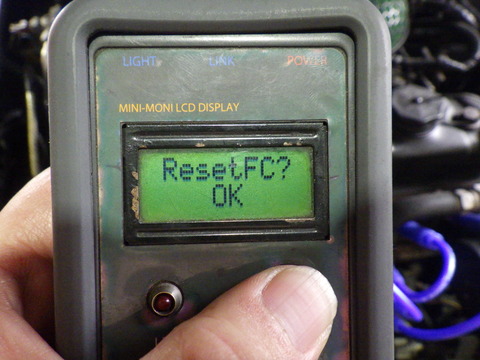 LIGHT LINK POWER
MINI-MONI LCD DISPLAY
ResetFC?
OK